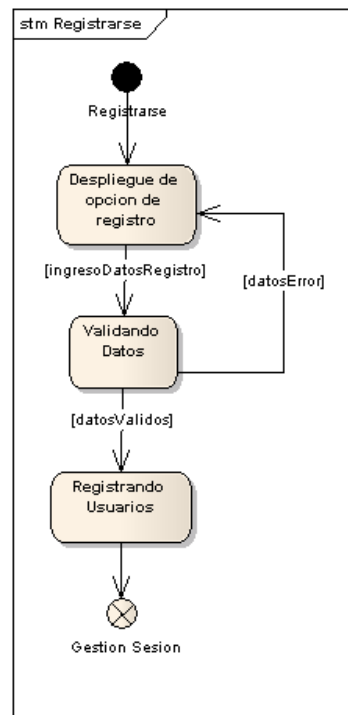 stm Registrarse
Registrarse
Despliegue de
opcion de
registro
[ingresoDatosRegistro]
[datosError]
Validando
Datos
[datosValidos]
Registrando
Usuarios
Gestion Sesion